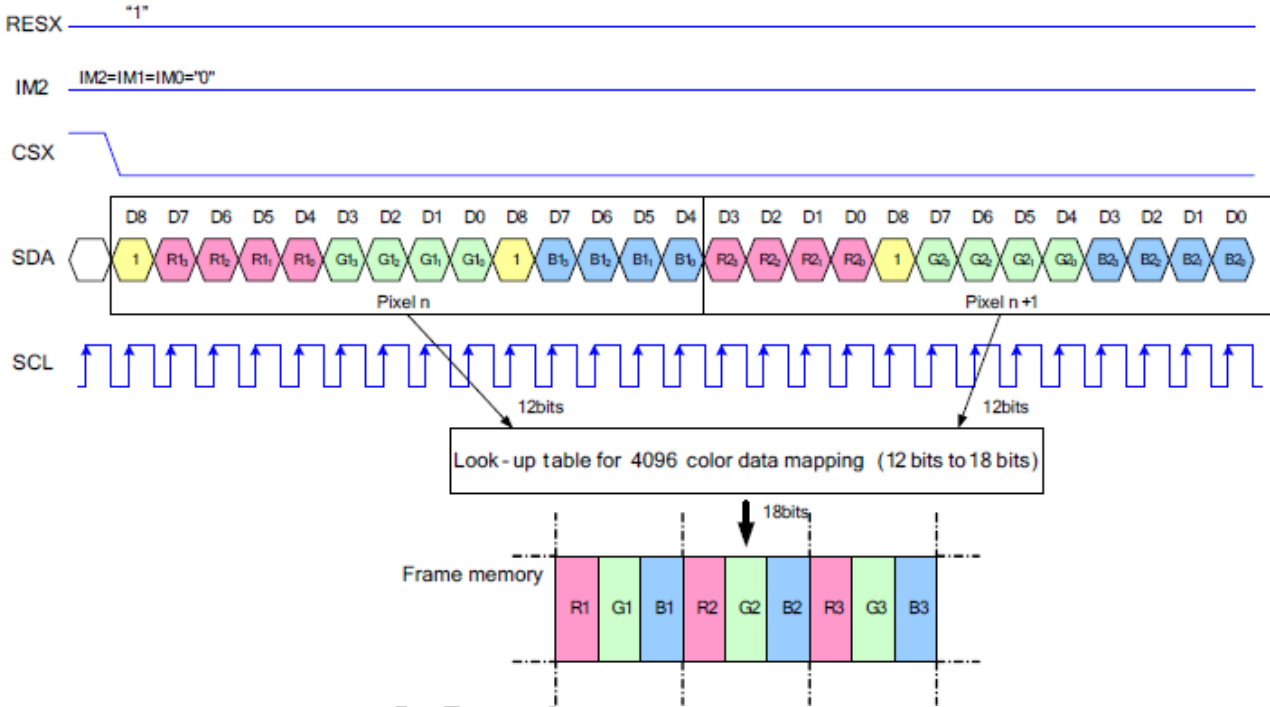 RESX "1"
IM2 IM2=IM1=IM0="0"
CSX
D8 D7 D6 D5 D4 D3 D2 D1 D0 D8 D7 D6 D5 D4 D3 D2 D1 D0 D8 D7 D6 D5 D4 D3 D2 D1 D0
SDA 1 R1₃ R1₂ R1₁ R1₀ G1₃ G1₂ G1₁ G1₀ 1 B1₃ B1₂ B1₁ B1₀ R2₃ R2₂ R2₁ R2₀ 1 G2₃ G2₂ G2₁ G2₀ B2₃ B2₂ B2₁ B2₀
Pixel n Pixel n +1
SCL
12bits 12bits
Look-up table for 4096 color data mapping (12 bits to 18 bits)
18bits
Frame memory
R1 G1 B1 R2 G2 B2 R3 G3 B3